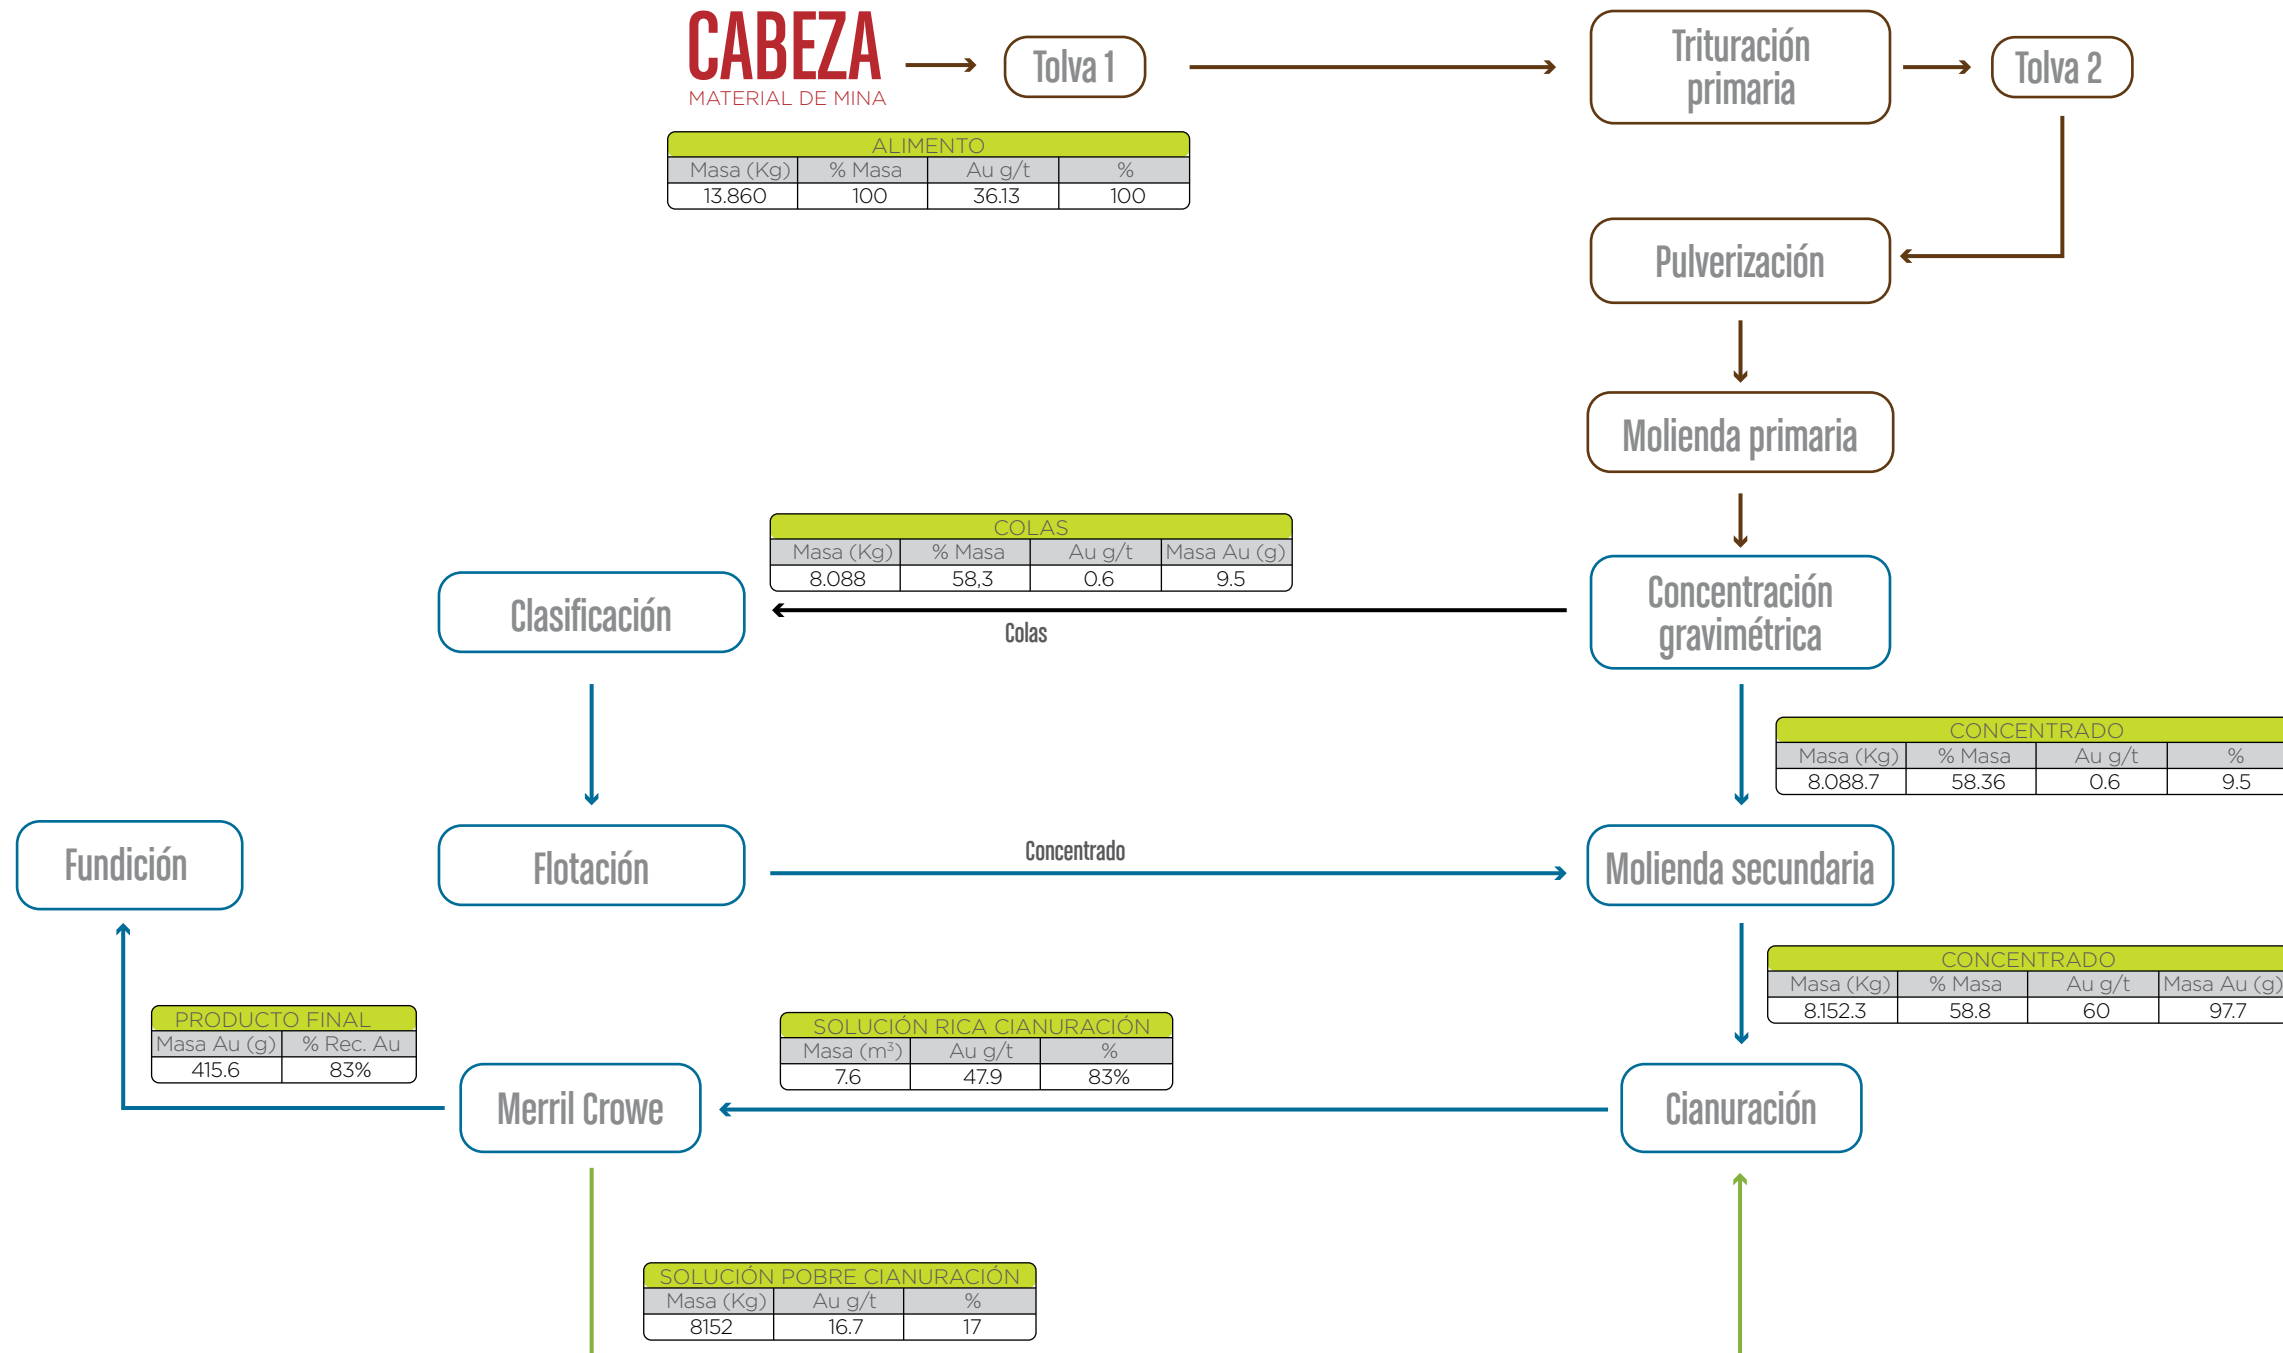 CABEZA
MATERIAL DE MINA
Tolva 1
Trituración
primaria
Tolva 2
ALIMENTO
Masa (Kg) % Masa Au g/t %
13.860 100 36.13 100
Pulverización
Molienda primaria
COLAS
Masa (Kg) % Masa Au g/t Masa Au (g)
8.088 58,3 0.6 9.5
Clasificación
Colas
Concentración
gravimétrica
CONCENTRADO
Masa (Kg) % Masa Au g/t %
8.088.7 58.36 0.6 9.5
Fundición
Flotación
Concentrado
Molienda secundaria
CONCENTRADO
Masa (Kg) % Masa Au g/t Masa Au (g)
8.152.3 58.8 60 97.7
PRODUCTO FINAL
Masa Au (g) % Rec. Au
415.6 83%
SOLUCIÓN RICA CIANURACIÓN
Masa (m³) Au g/t %
7.6 47.9 83%
Merril Crowe
Cianuración
SOLUCIÓN POBRE CIANURACIÓN
Masa (Kg) Au g/t %
8152 16.7 17